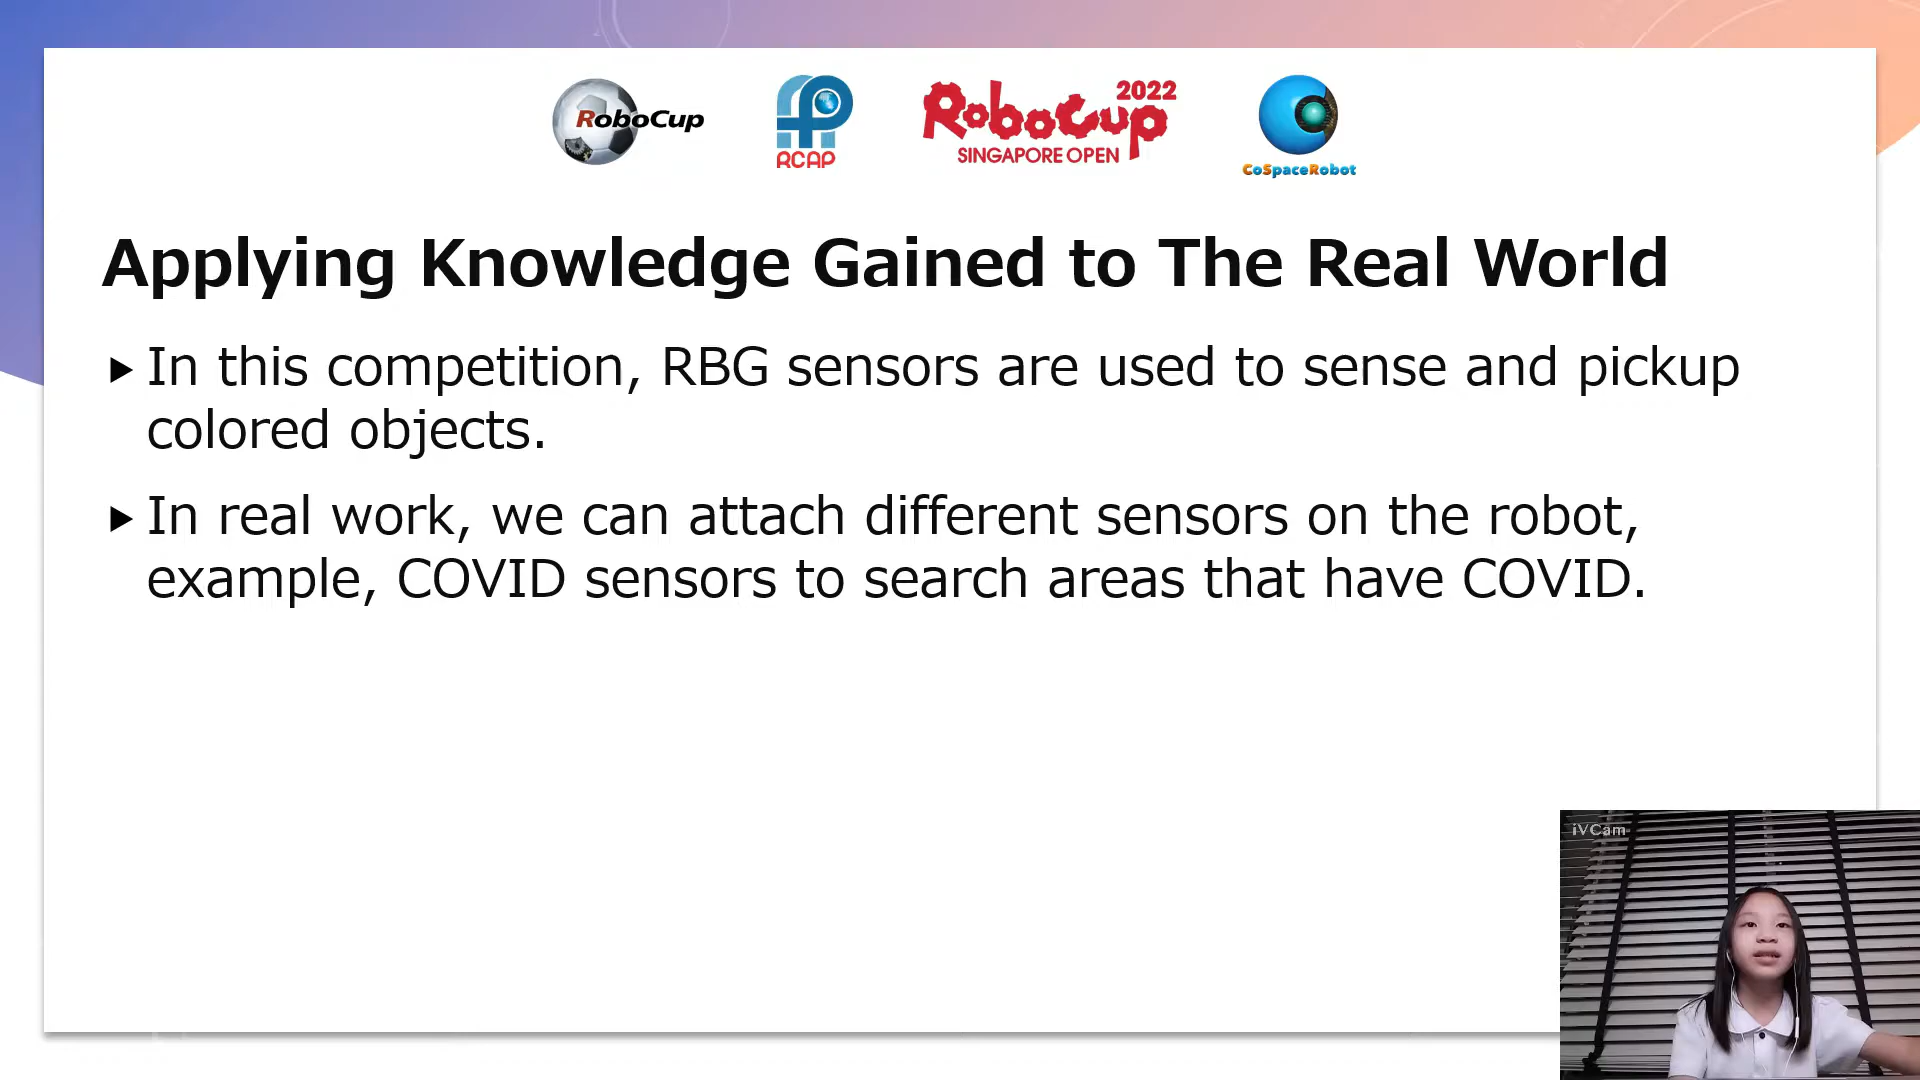 RoboCup
RCAP
2022
RoboCup
SINGAPORE OPEN
CoSpaceRobot
Applying Knowledge Gained to The Real World
In this competition, RBG sensors are used to sense and pickup
colored objects.
In real work, we can attach different sensors on the robot,
example, COVID sensors to search areas that have COVID.
iVCam